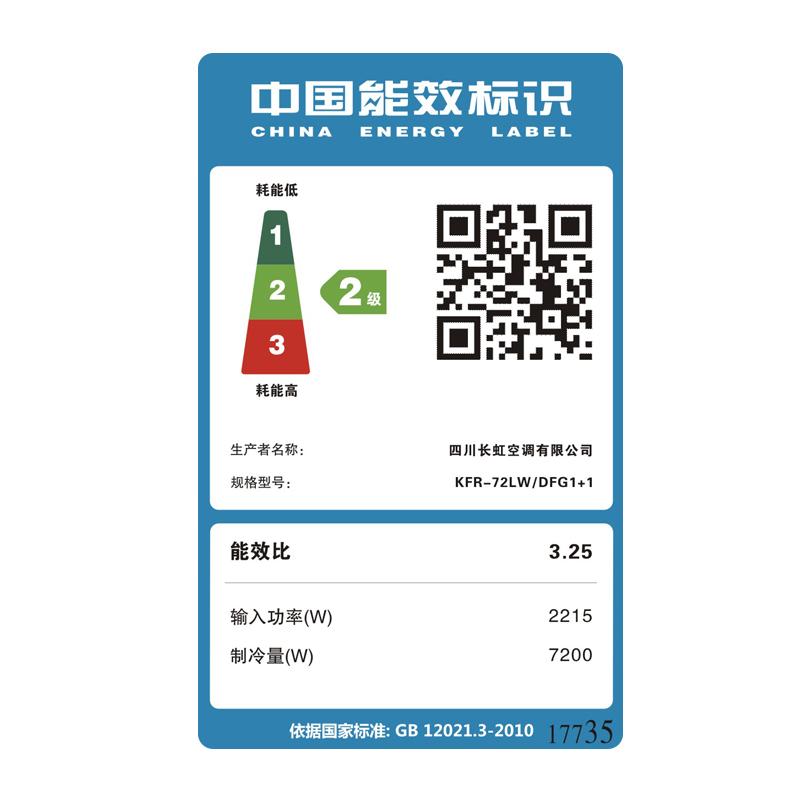 中国能效标识
CHINA ENERGY LABEL
耗能低
1
2
2级
3
耗能高
生产者名称： 四川长虹空调有限公司
规格型号： KFR-72LW/DFG1+1
能效比 3.25
输入功率(W) 2215
制冷量(W) 7200
依据国家标准: GB 12021.3-2010 17735